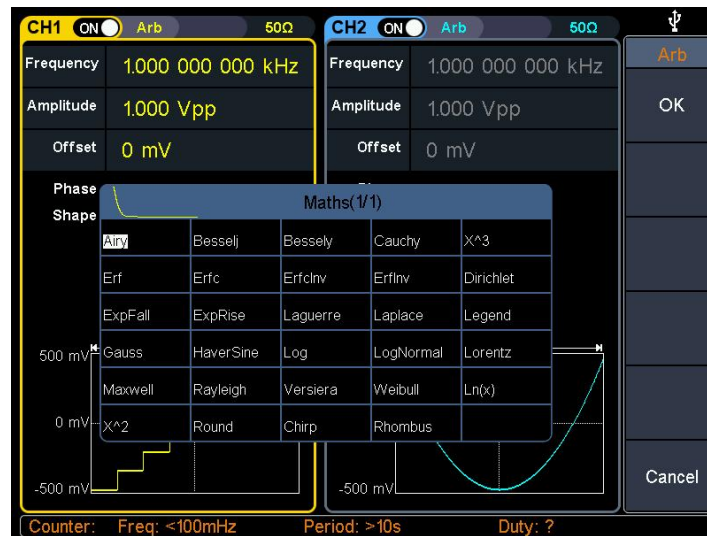 CH1 ON Arb 50Ω CH2 ON Arb 50Ω
Arb
Frequency 1.000 000 000 kHz Frequency 1.000 000 000 kHz
Amplitude 1.000 Vpp Amplitude 1.000 Vpp OK
Offset 0 mV Offset 0 mV
Phase
Shape Maths(1/1)
Airy Besselj Bessely Cauchy X^3
Erf Erfc ErfcInv ErfInv Dirichlet
ExpFall ExpRise Laguerre Laplace Legend
500 mV Gauss HaverSine Log LogNormal Lorentz
Maxwell Rayleigh Versiera Weibull Ln(x)
0 mV X^2 Round Chirp Rhombus
-500 mV -500 mV Cancel
Counter: Freq: <100mHz Period: >10s Duty: ?